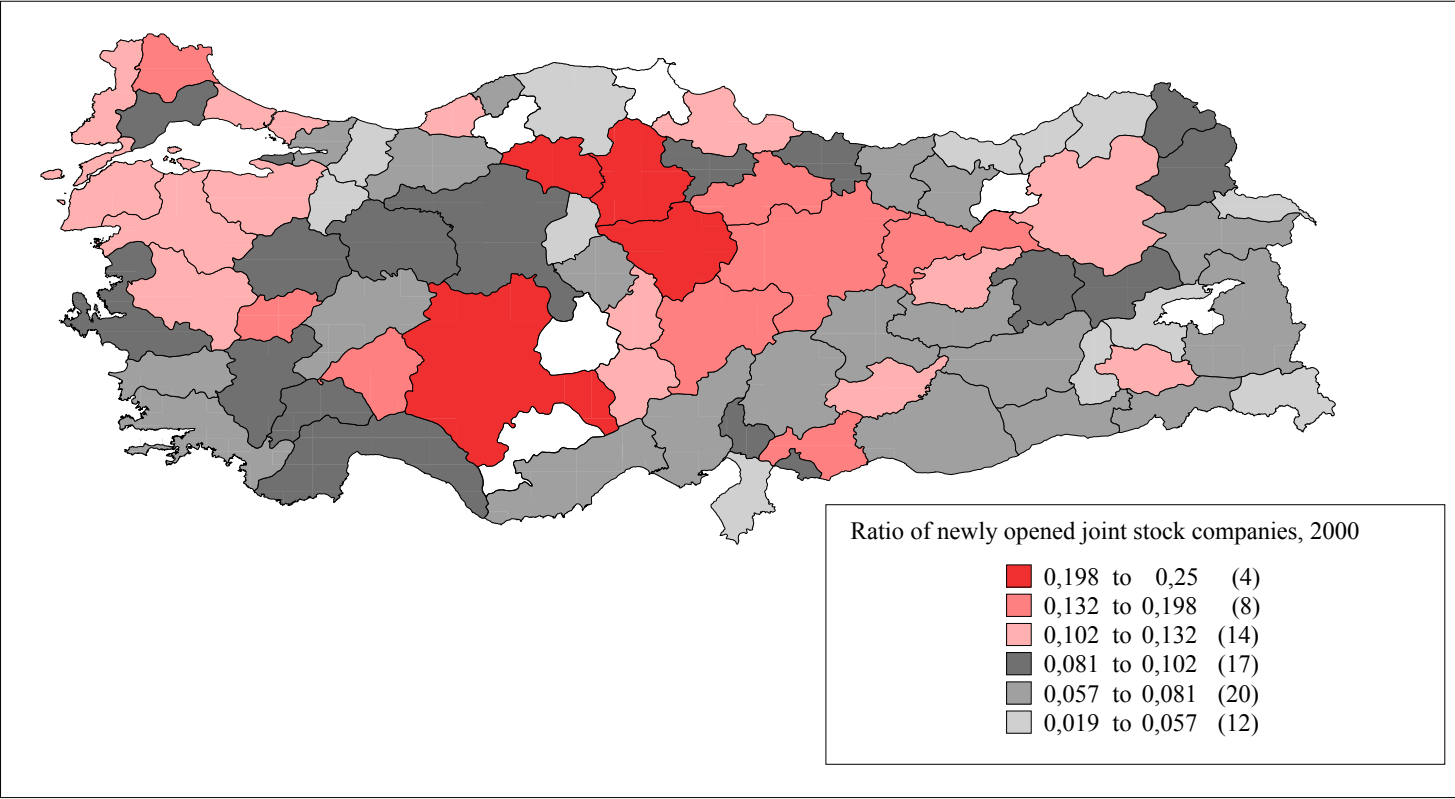 Ratio of newly opened joint stock companies, 2000
0,198 to 0,25 (4)
0,132 to 0,198 (8)
0,102 to 0,132 (14)
0,081 to 0,102 (17)
0,057 to 0,081 (20)
0,019 to 0,057 (12)